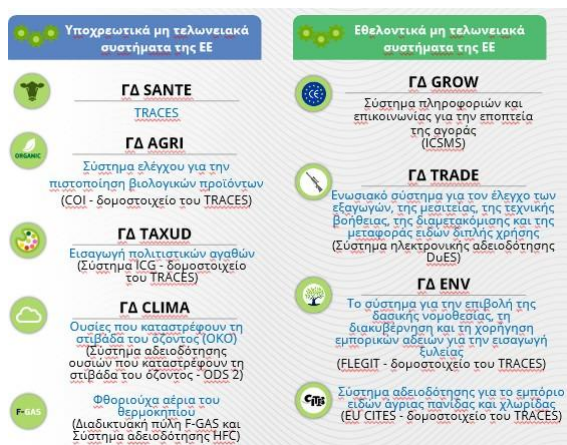 Υποχρεωτικά μη τελωνειακά
συστήματα της ΕΕ
ΓΔ SANTE
TRACES
ORGANIC
ΓΔ AGRI
Σύστημα ελέγχου για την
πιστοποίηση βιολογικών προϊόντων
(COI - δομοστοιχείο του TRACES)
ΓΔ TAXUD
Εισαγωγή πολιτιστικών αγαθών
(Σύστημα ICG - δομοστοιχείο
του TRACES)
ΓΔ CLIMA
Ουσίες που καταστρέφουν τη
στιβάδα του όζοντος (ΟΚΟ)
(Σύστημα αδειοδότησης
ουσιών που καταστρέφουν τη
στιβάδα του όζοντος - ODS 2)
F-GAS
Φθοριούχα αέρια του
θερμοκηπίου
(Διαδικτυακή πύλη F-GAS και
Σύστημα αδειοδότησης HFC)
Εθελοντικά μη τελωνειακά
συστήματα της ΕΕ
ΓΔ GROW
Σύστημα πληροφοριών και
επικοινωνίας για την εποπτεία
της αγοράς
(ICSMS)
ΓΔ TRADE
Ενωσιακό σύστημα για τον έλεγχο των
εξαγωγών, της μεσιτείας, της τεχνικής
βοήθειας, της διαμετακόμισης και της
μεταφοράς ειδών διπλής χρήσης
(Σύστημα ηλεκτρονικής αδειοδότησης
DuES)
ΓΔ ENV
Το σύστημα για την επιβολή της
δασικής νομοθεσίας, τη
διακυβέρνηση και τη χορήγηση
εμπορικών αδειών για την εισαγωγή
ξυλείας
(FLEGIT - δομοστοιχείο του TRACES)
CITES
Σύστημα αδειοδότησης για το εμπόριο
ειδών άγριας πανίδας και χλωρίδας
(EU CITES - δομοστοιχείο του TRACES)